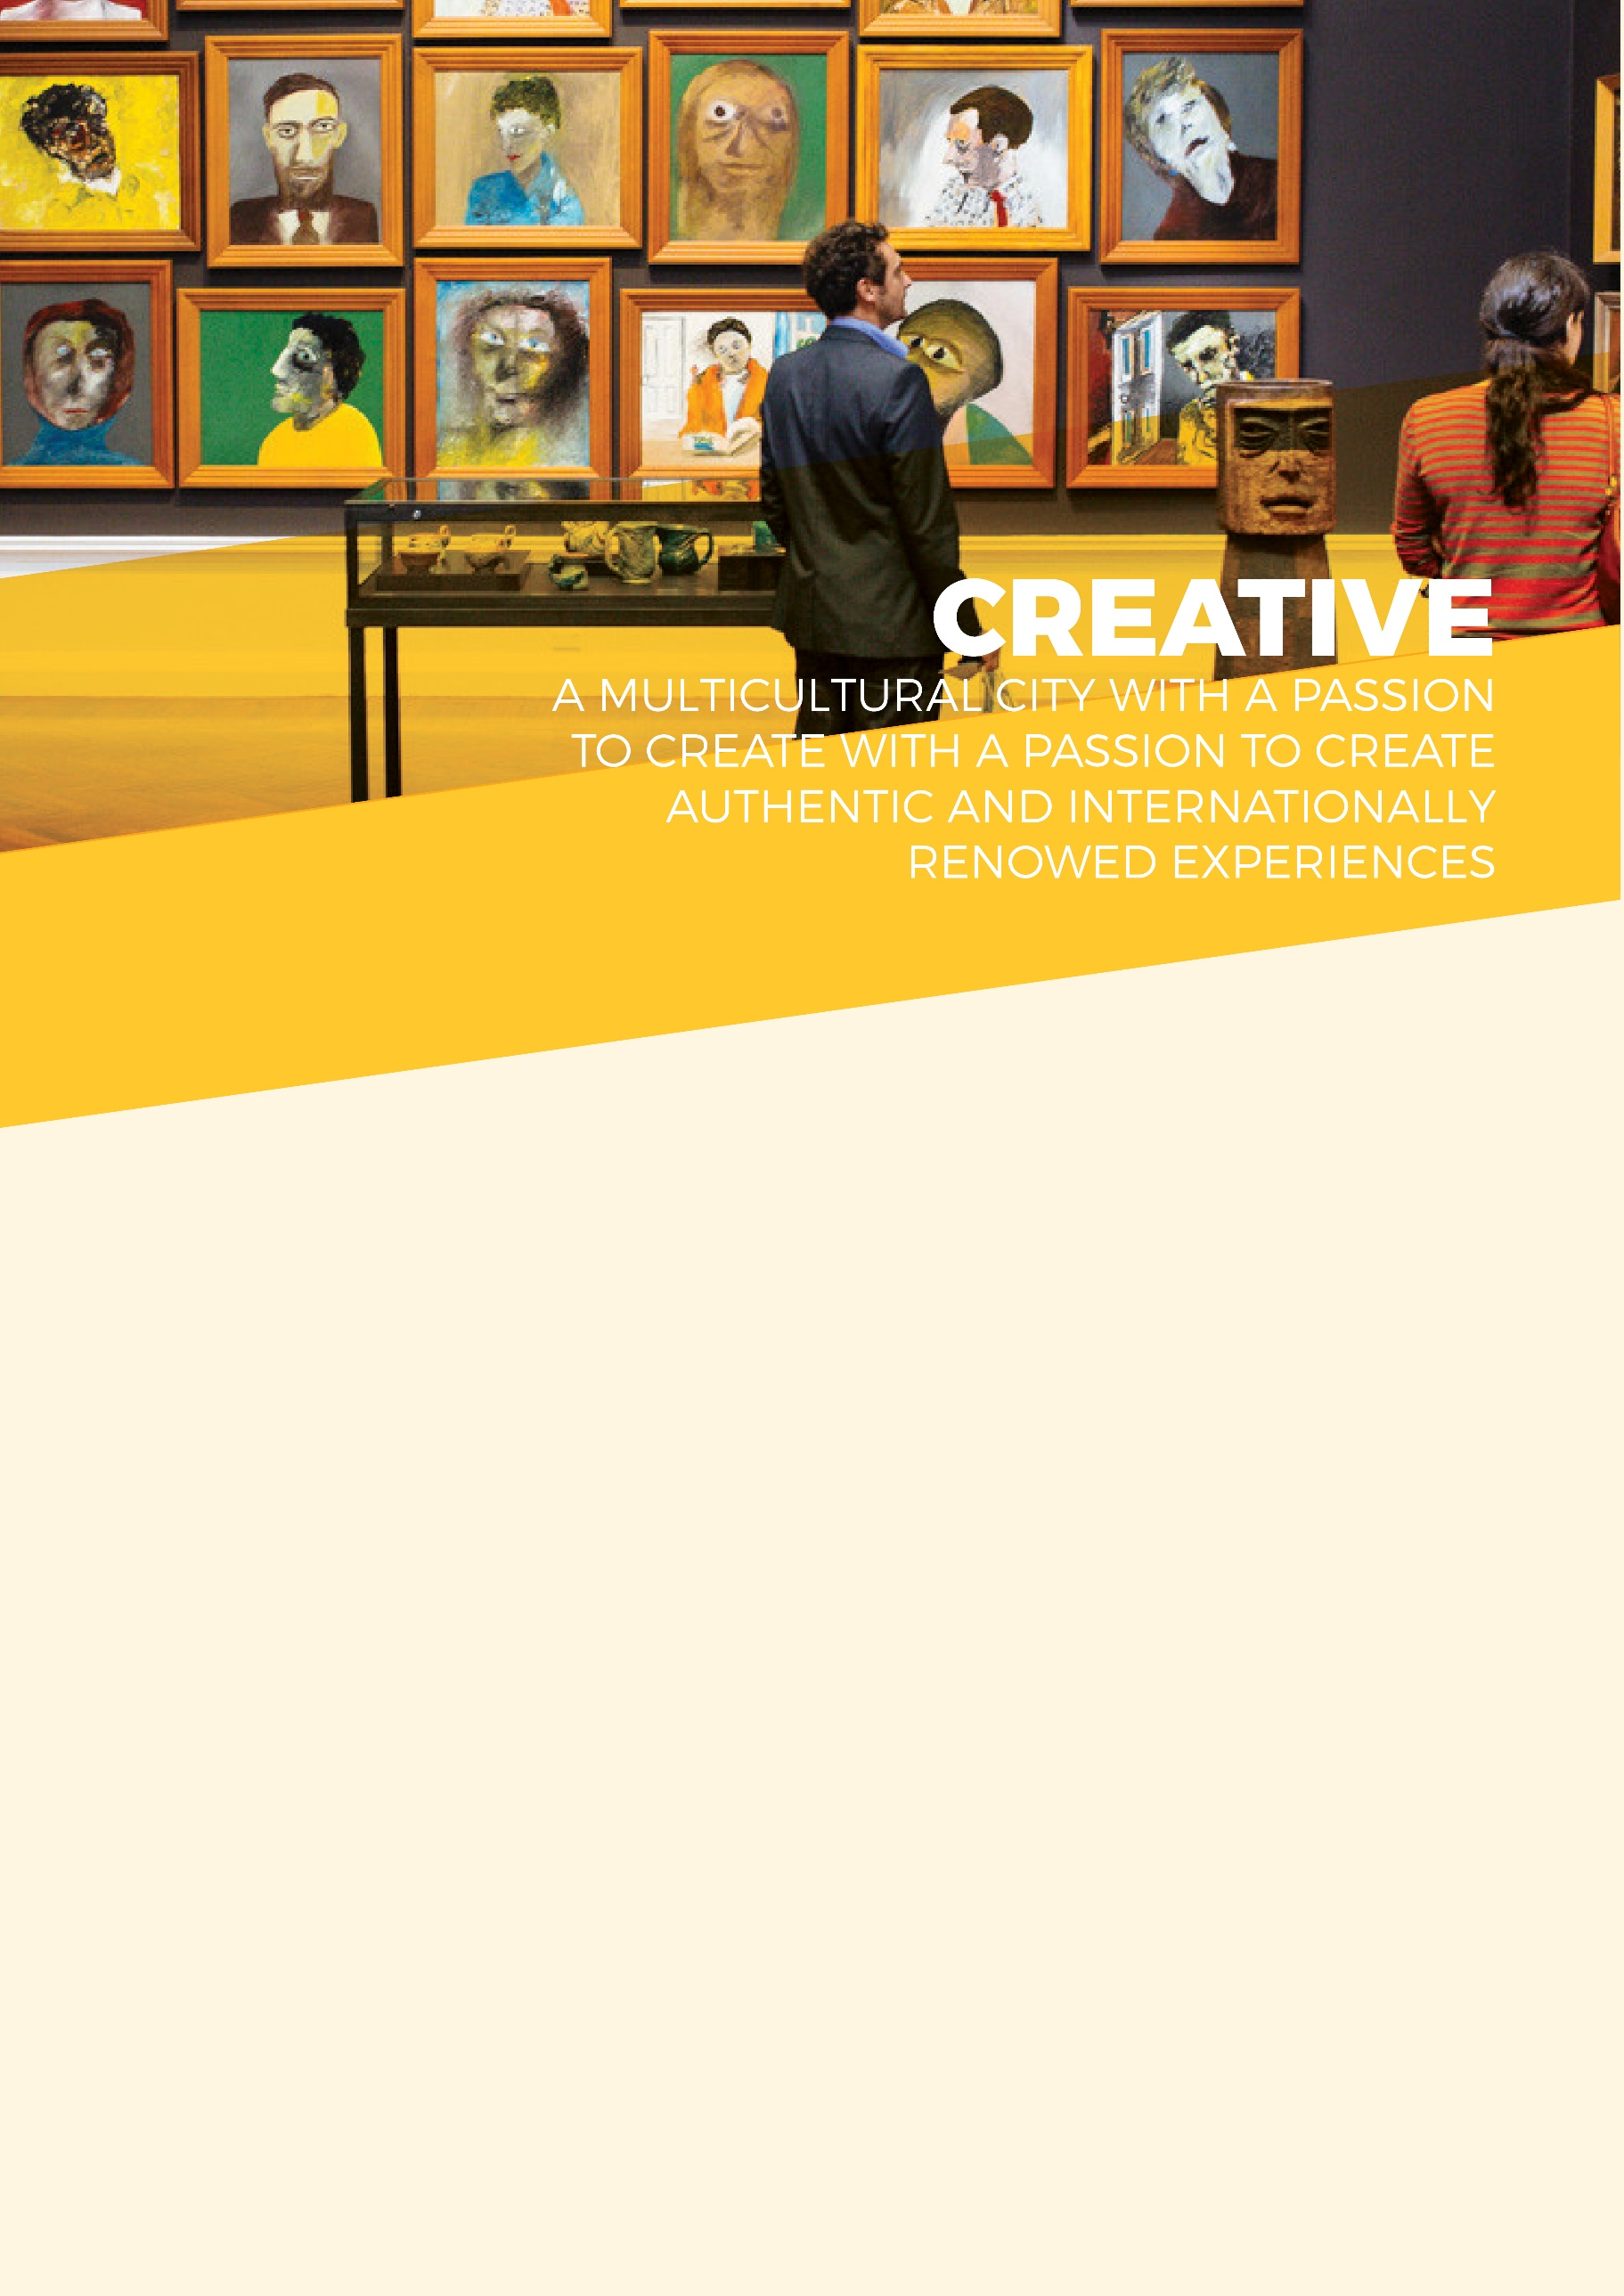 CREATIVE
A MULTICULTURAL CITY WITH A PASSION
TO CREATE WITH A PASSION TO CREATE
AUTHENTIC AND INTERNATIONALLY
RENOWED EXPERIENCES